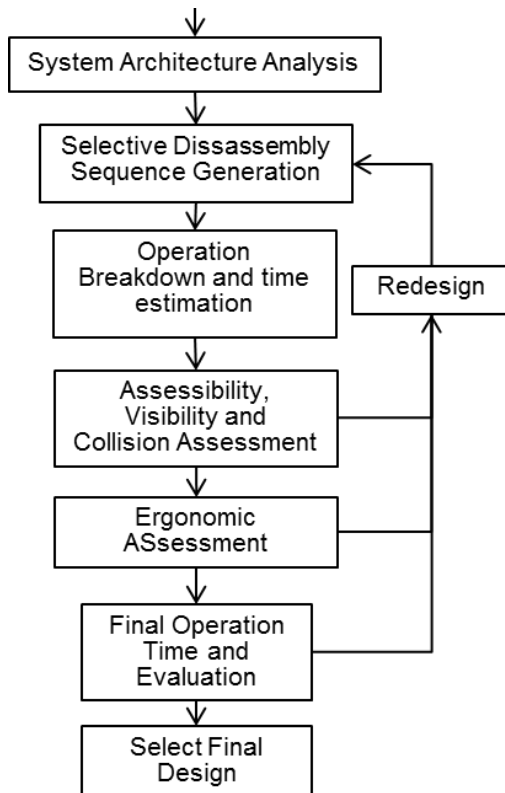 System Architecture Analysis
Selective Dissassembly
Sequence Generation
Operation
Breakdown and time
estimation
Redesign
Assessibility,
Visibility and
Collision Assessment
Ergonomic
ASsessment
Final Operation
Time and
Evaluation
Select Final
Design